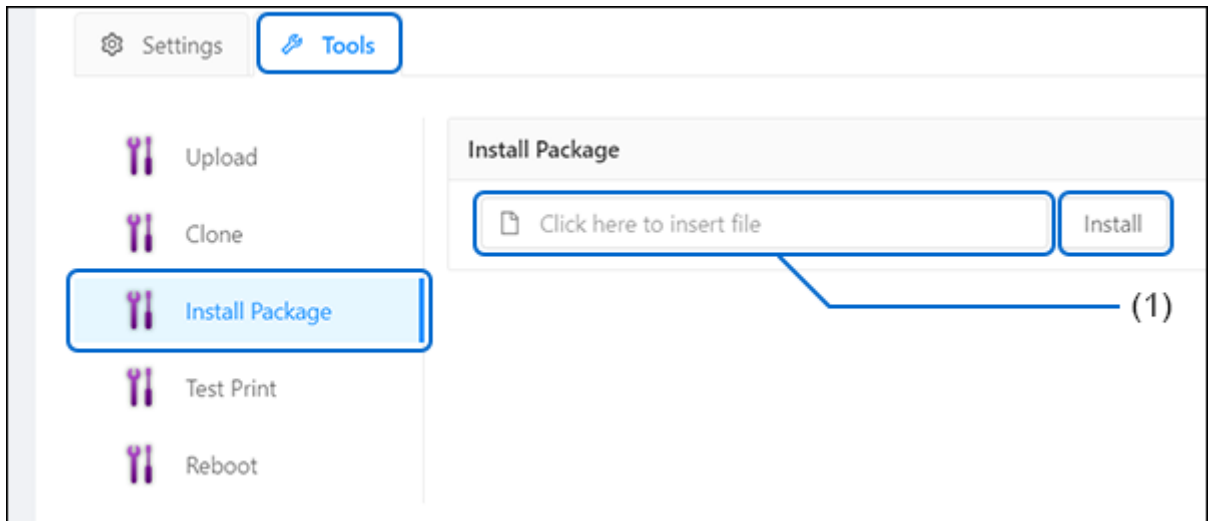 Settings
Tools
Upload
Clone
Install Package
Test Print
Reboot
Install Package
Click here to insert file
Install
(1)